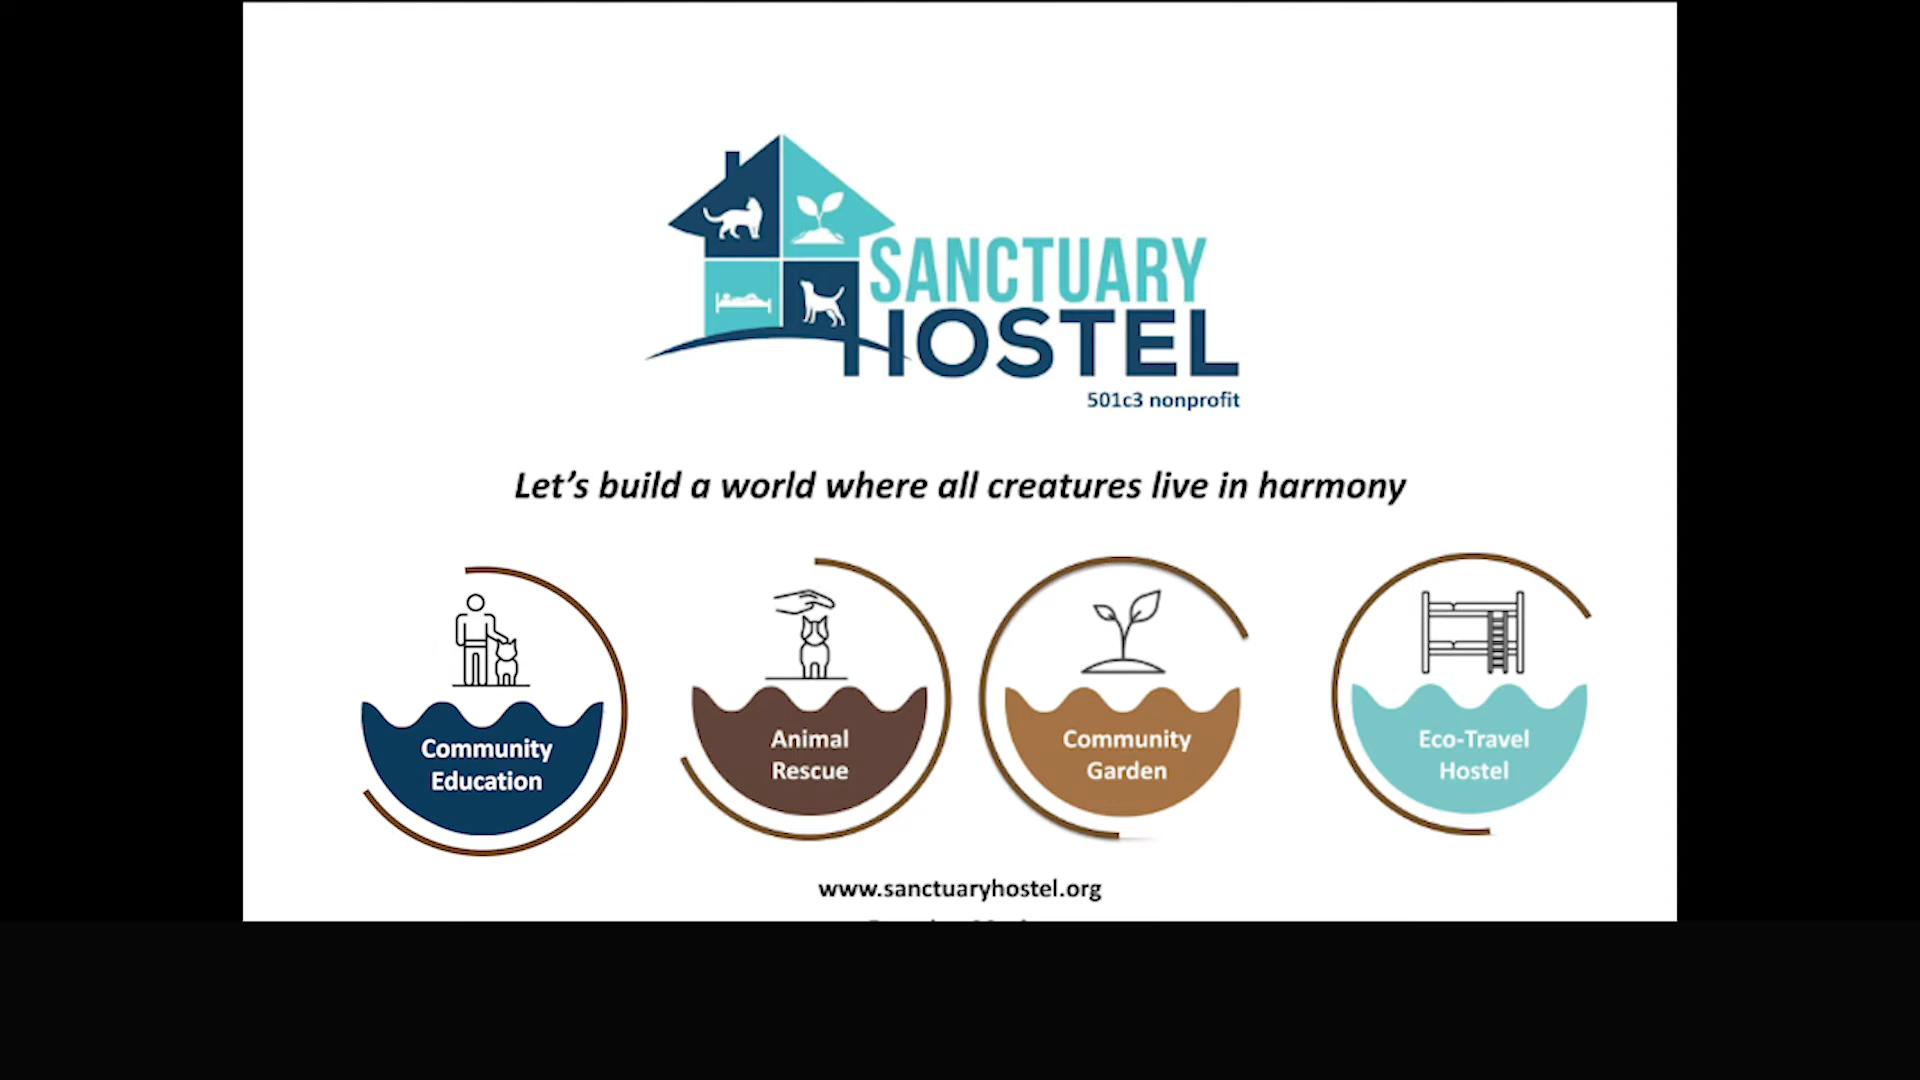 SANCTUARY
HOSTEL
501c3 nonprofit
Let's build a world where all creatures live in harmony
Community
Education
Animal
Rescue
Community
Garden
Eco-Travel
Hostel
www.sanctuaryhostel.org